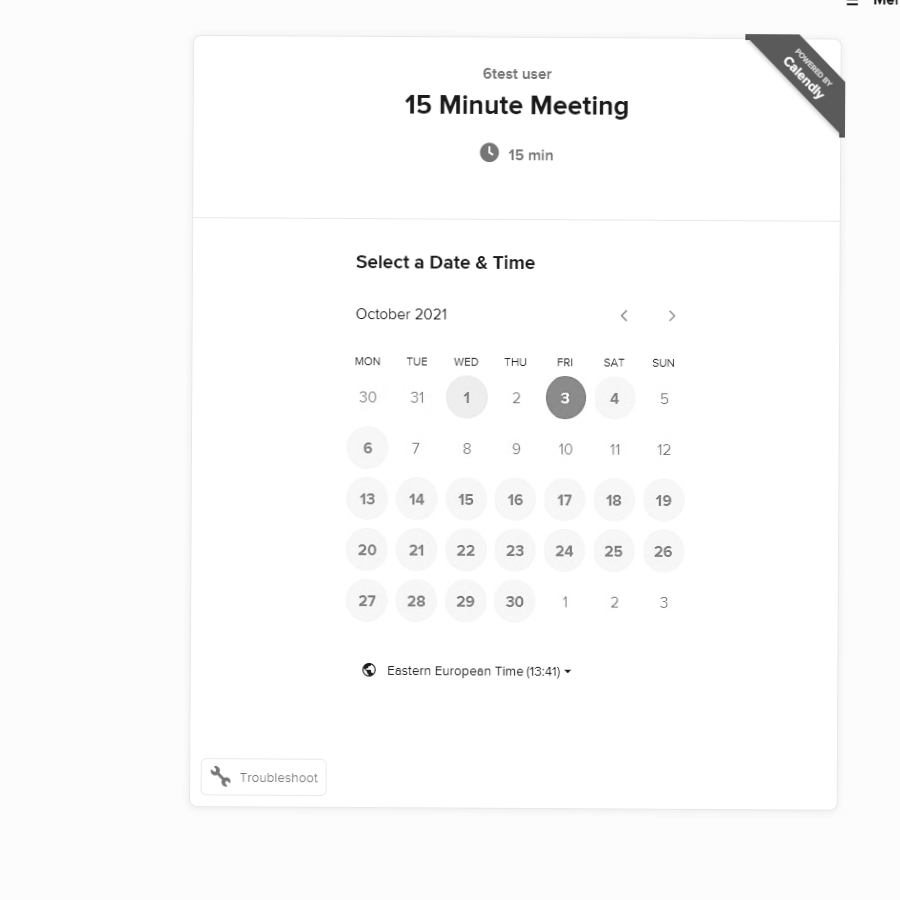 Me
POWERED BY
Calendly
6test user
15 Minute Meeting
15 min
Select a Date & Time
October 2021
MON TUE WED THU FRI SAT SUN
30 31 1 2 3 4 5
6 7 8 9 10 11 12
13 14 15 16 17 18 19
20 21 22 23 24 25 26
27 28 29 30 1 2 3
Eastern European Time (13:41)
Troubleshoot